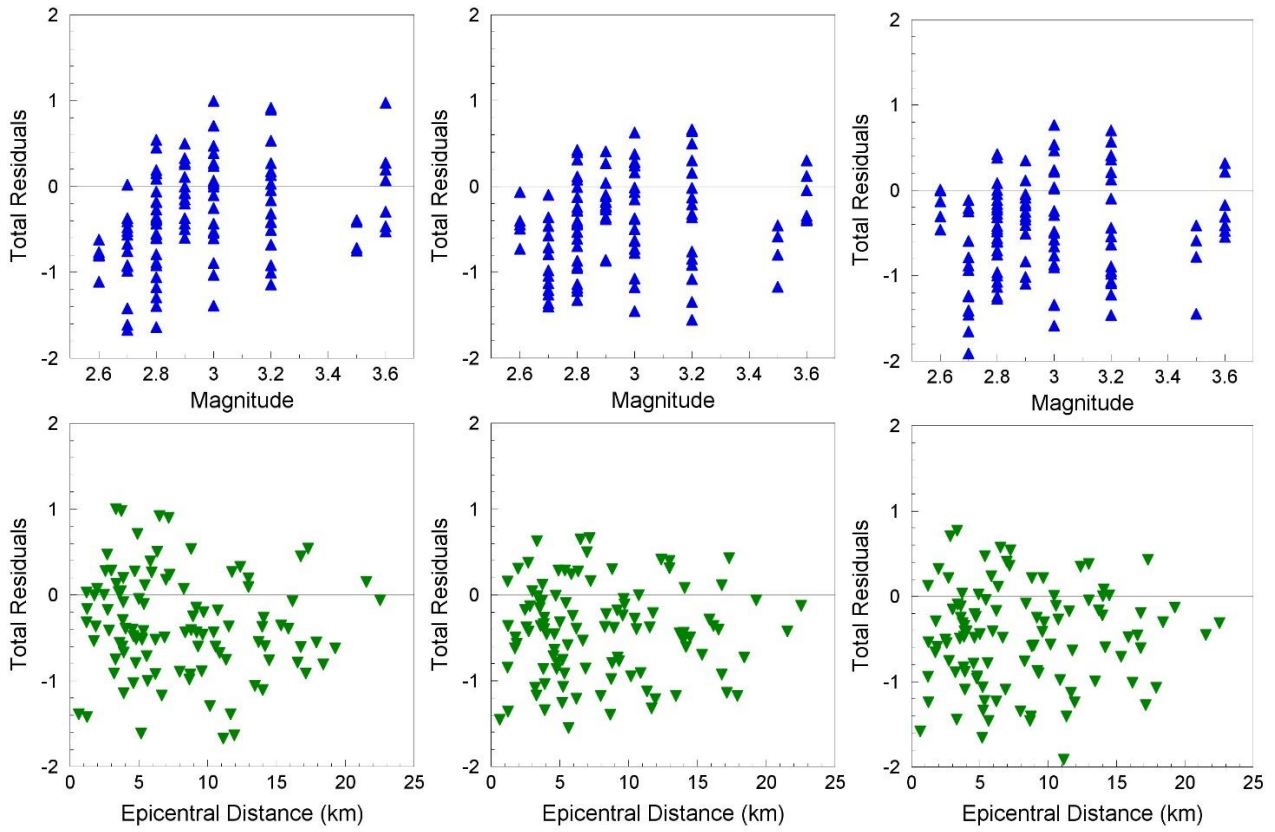 2
2
2
1
1
1
0
0
0
-1
-1
-1
-2
-2
-2
Total Residuals
Total Residuals
Total Residuals
2.6 2.8 3 3.2 3.4 3.6
2.6 2.8 3 3.2 3.4 3.6
2.6 2.8 3 3.2 3.4 3.6
Magnitude
Magnitude
Magnitude
2
2
2
1
1
1
0
0
0
-1
-1
-1
-2
-2
-2
Total Residuals
Total Residuals
Total Residuals
0 5 10 15 20 25
0 5 10 15 20 25
0 5 10 15 20 25
Epicentral Distance (km)
Epicentral Distance (km)
Epicentral Distance (km)